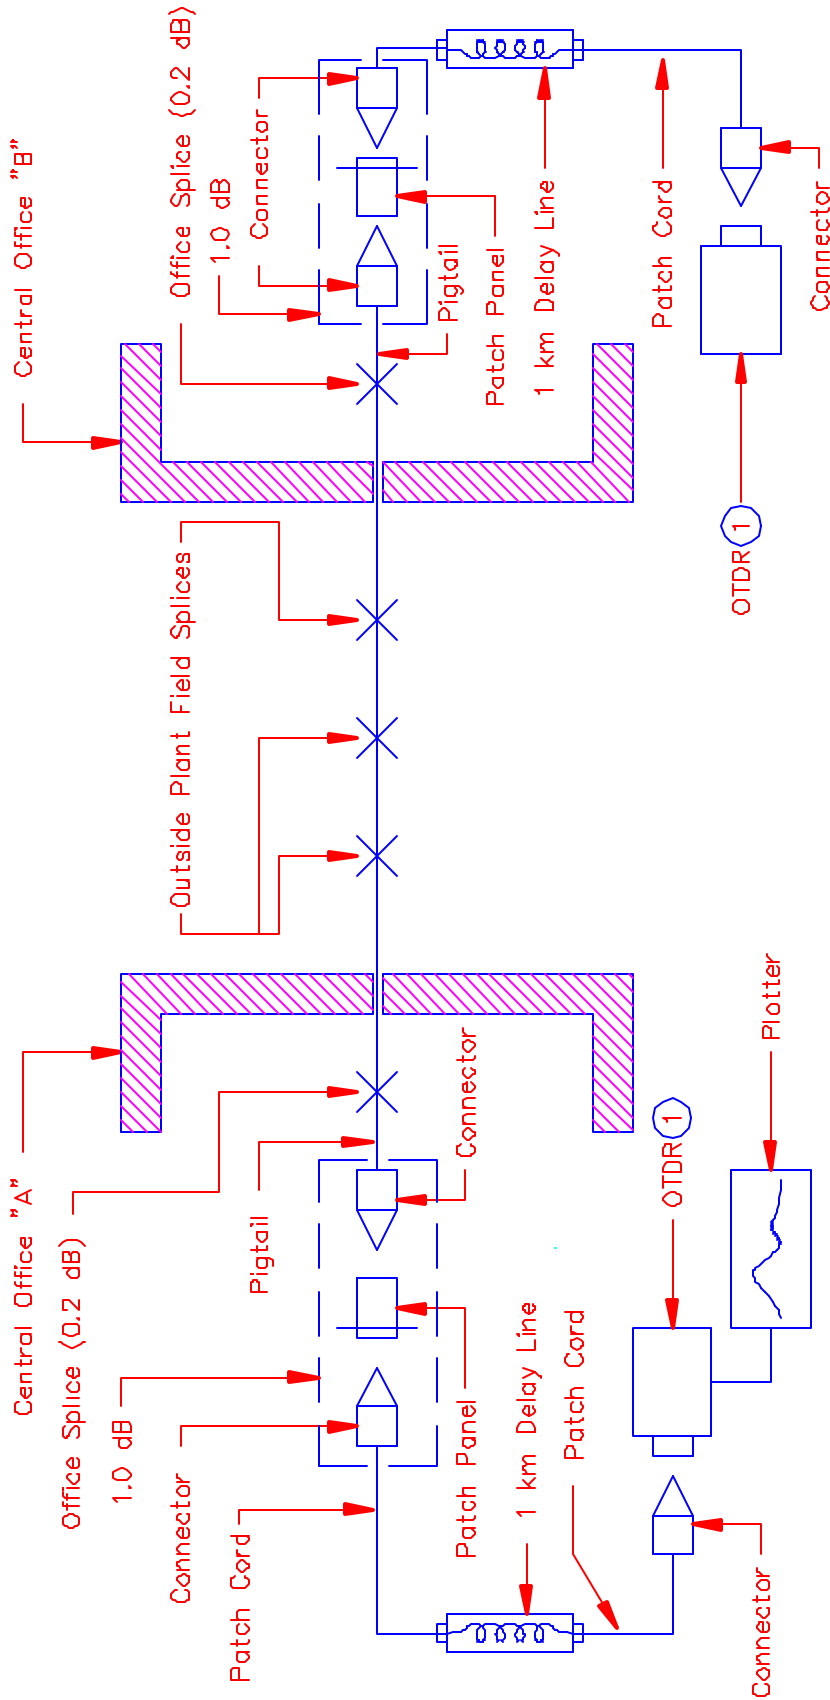 Central Office "A"
Office Splice (0.2 dB)
1.0 dB
Connector
Patch Cord
Pigtail
Connector
Patch Panel
1 km Delay Line
Patch Cord
OTDR 1
Plotter
Connector
Outside Plant Field Splices
Central Office "B"
Office Splice (0.2 dB)
1.0 dB
Connector
Pigtail
Patch Panel
1 km Delay Line
Patch Cord
OTDR 1
Connector